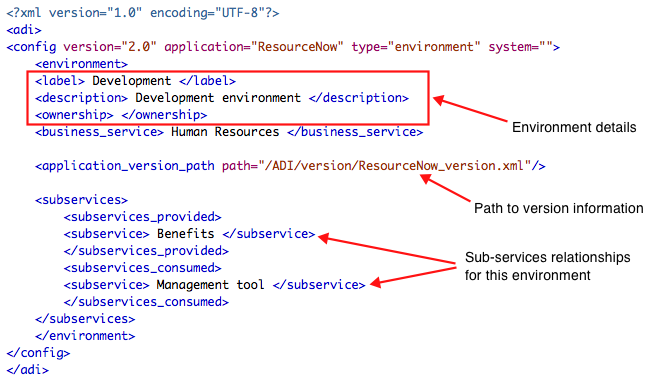 <?xml version="1.0" encoding="UTF-8"?>
<adi>
<config version="2.0" application="ResourceNow" type="environment" system="">
<environment>
<label> Development </label>
<description> Development environment </description>
<ownership> </ownership>
Environment details
<business_service> Human Resources </business_service>
<application_version_path path="/ADI/version/ResourceNow_version.xml"/>
Path to version information
<subservices>
<subservices_provided>
<subservice> Benefits </subservice>
</subservices_provided>
Sub-services relationships
for this environment
<subservices_consumed>
<subservice> Management tool </subservice>
</subservices_consumed>
</subservices>
</environment>
</config>
</adi>